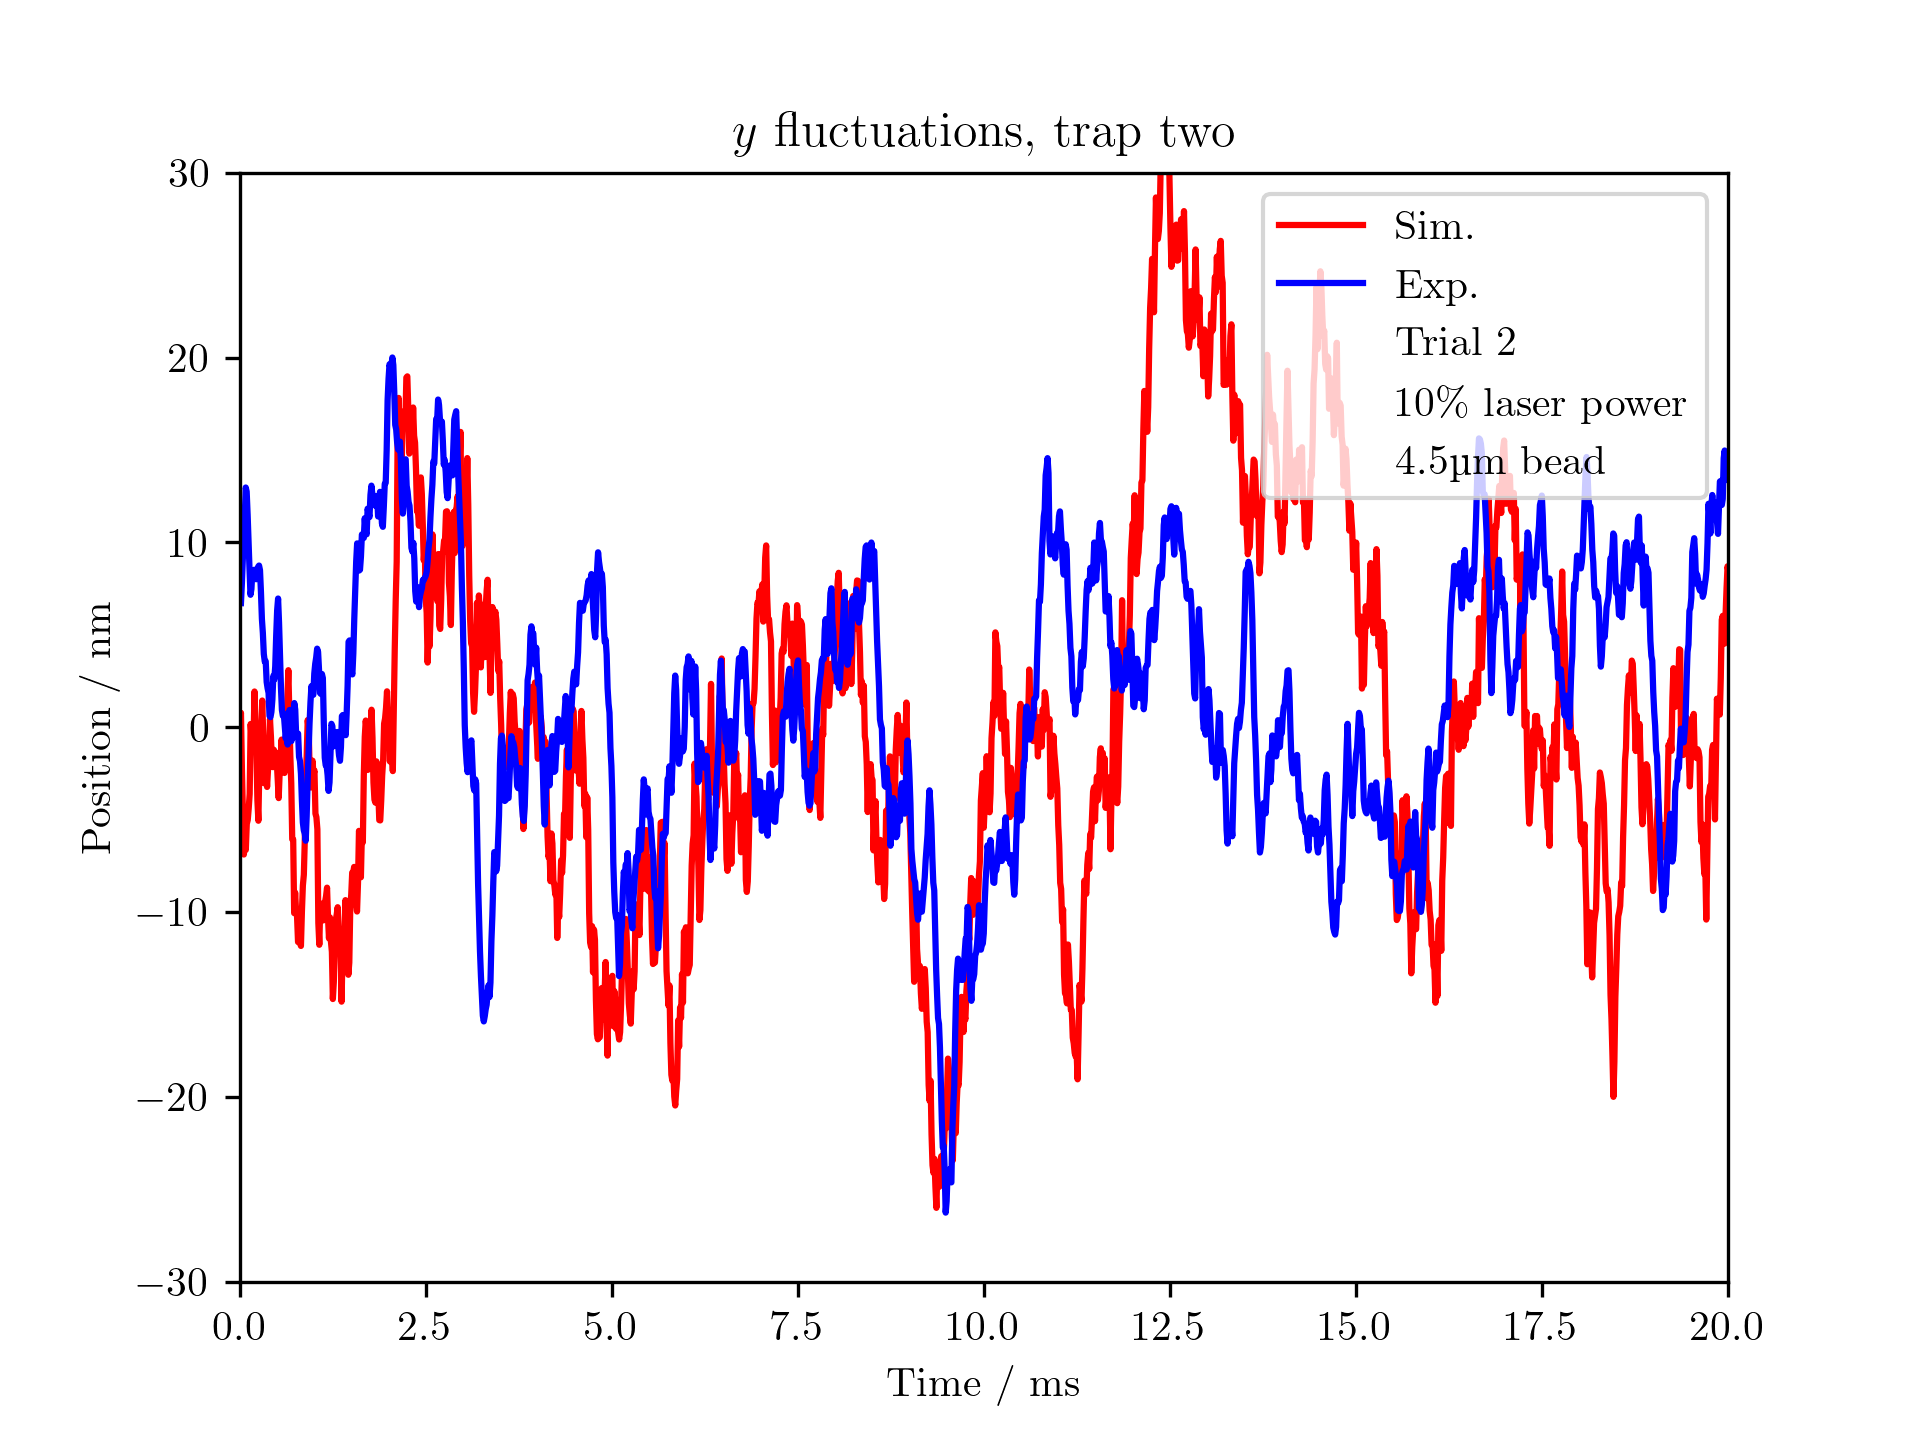 y fluctuations, trap two
30
20
10
0
−10
−20
−30
Position / nm
Sim.
Exp.
Trial 2
10% laser power
4.5µm bead
0.0 2.5 5.0 7.5 10.0 12.5 15.0 17.5 20.0
Time / ms